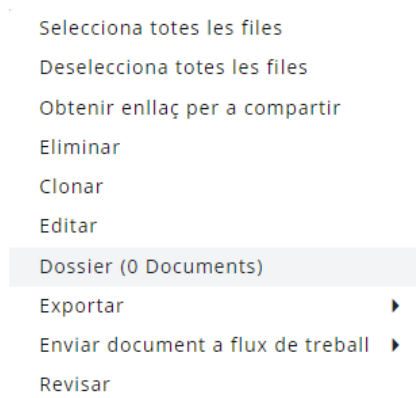 Selecciona totes les files
Deselecciona totes les files
Obtenir enllaç per a compartir
Eliminar
Clonar
Editar
Dossier (0 Documents)
Exportar
Enviar document a flux de treball
Revisar